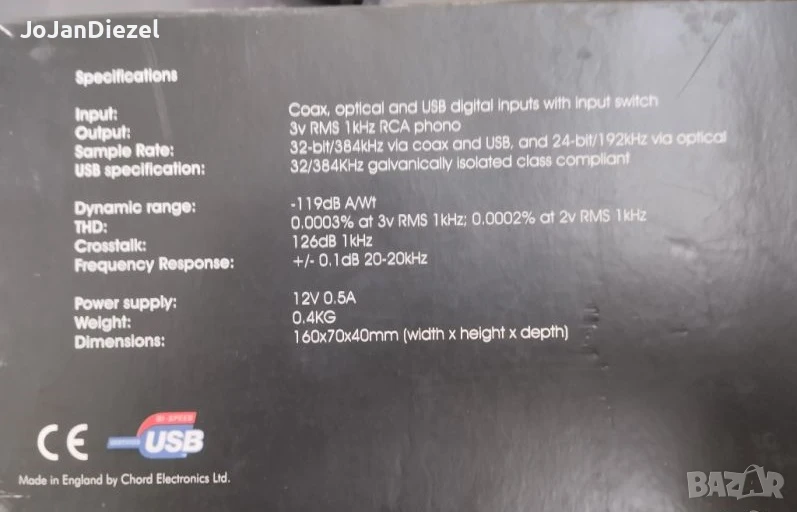 JoJanDiezel
Specifications
Input: Coax, optical and USB digital inputs with input switch
Output: 3v RMS 1kHz RCA phono
Sample Rate: 32-bit/384kHz via coax and USB, and 24-bit/192kHz via optical
USB specification: 32/384KHz galvanically isolated class compliant
Dynamic range: -119dB A/Wt
THD: 0.0003% at 3v RMS 1kHz; 0.0002% at 2v RMS 1kHz
Crosstalk: 126dB 1kHz
Frequency Response: +/- 0.1dB 20-20kHz
Power supply: 12V 0.5A
Weight: 0.4KG
Dimensions: 160x70x40mm (width x height x depth)
HI-SPEED
CE CERTIFIED USB
Made in England by Chord Electronics Ltd.
BAZAR